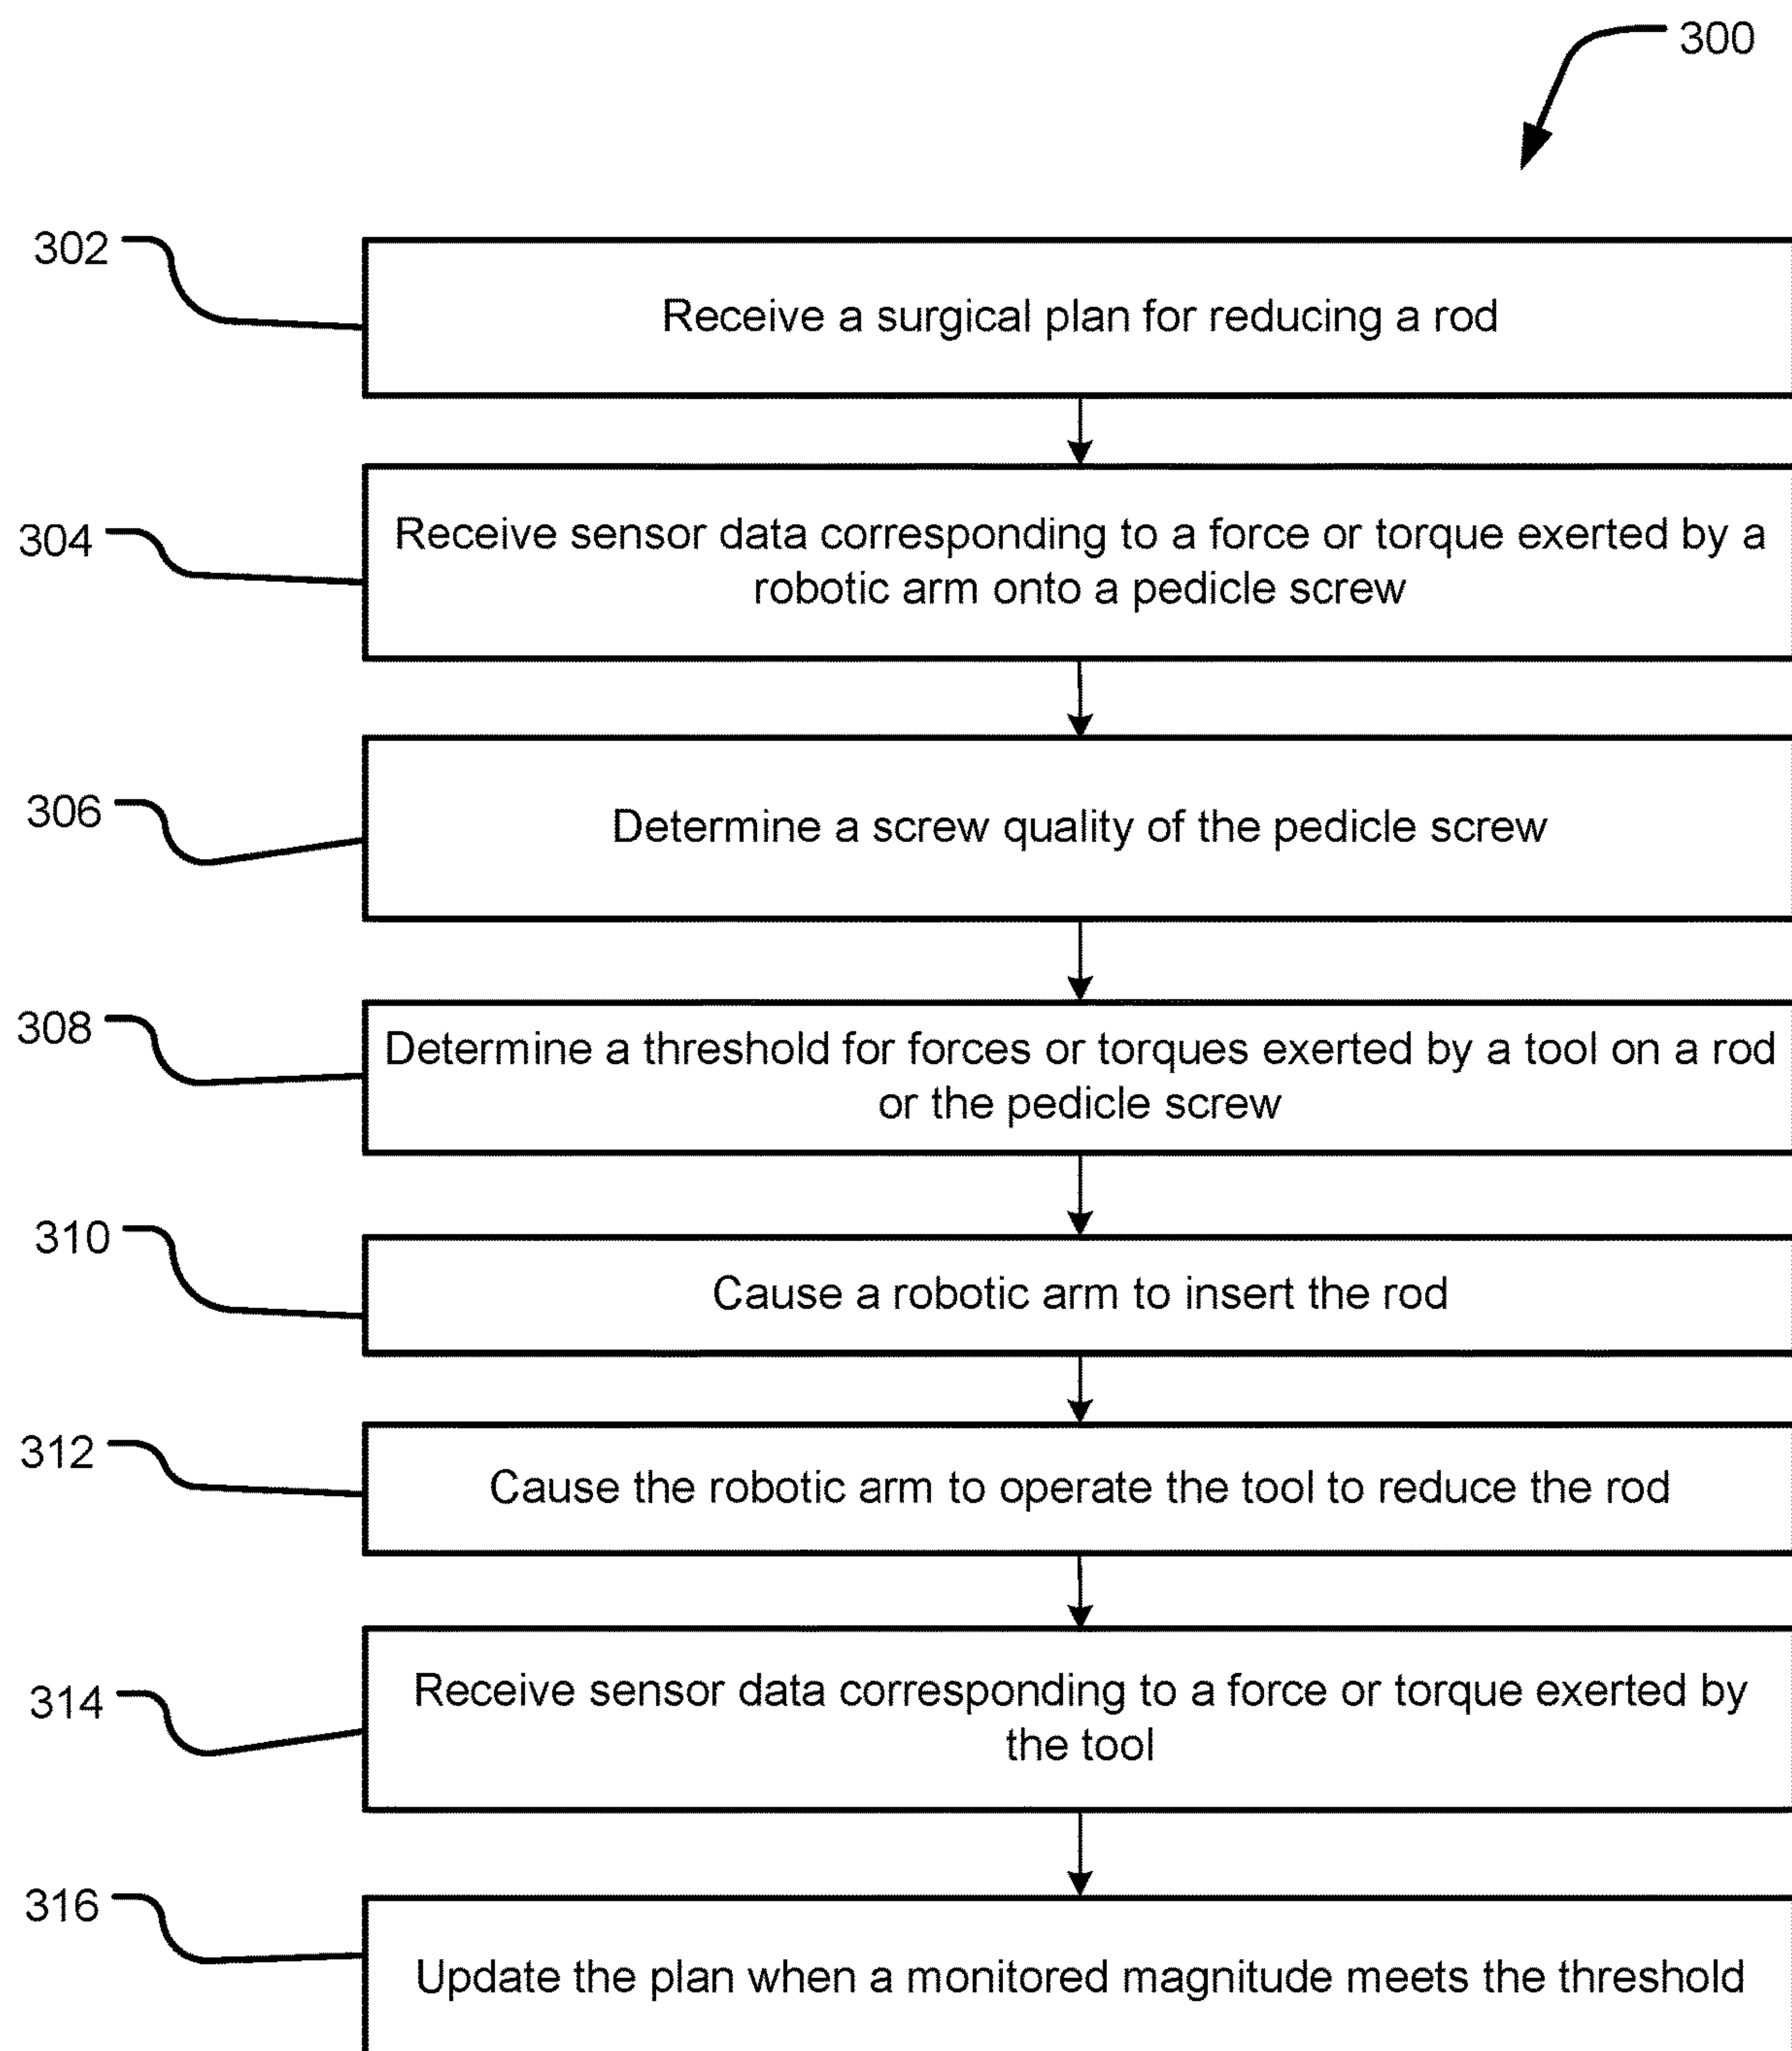 300
302
Receive a surgical plan for reducing a rod
304
Receive sensor data corresponding to a force or torque exerted by a
robotic arm onto a pedicle screw
306
Determine a screw quality of the pedicle screw
308
Determine a threshold for forces or torques exerted by a tool on a rod
or the pedicle screw
310
Cause a robotic arm to insert the rod
312
Cause the robotic arm to operate the tool to reduce the rod
314
Receive sensor data corresponding to a force or torque exerted by
the tool
316
Update the plan when a monitored magnitude meets the threshold